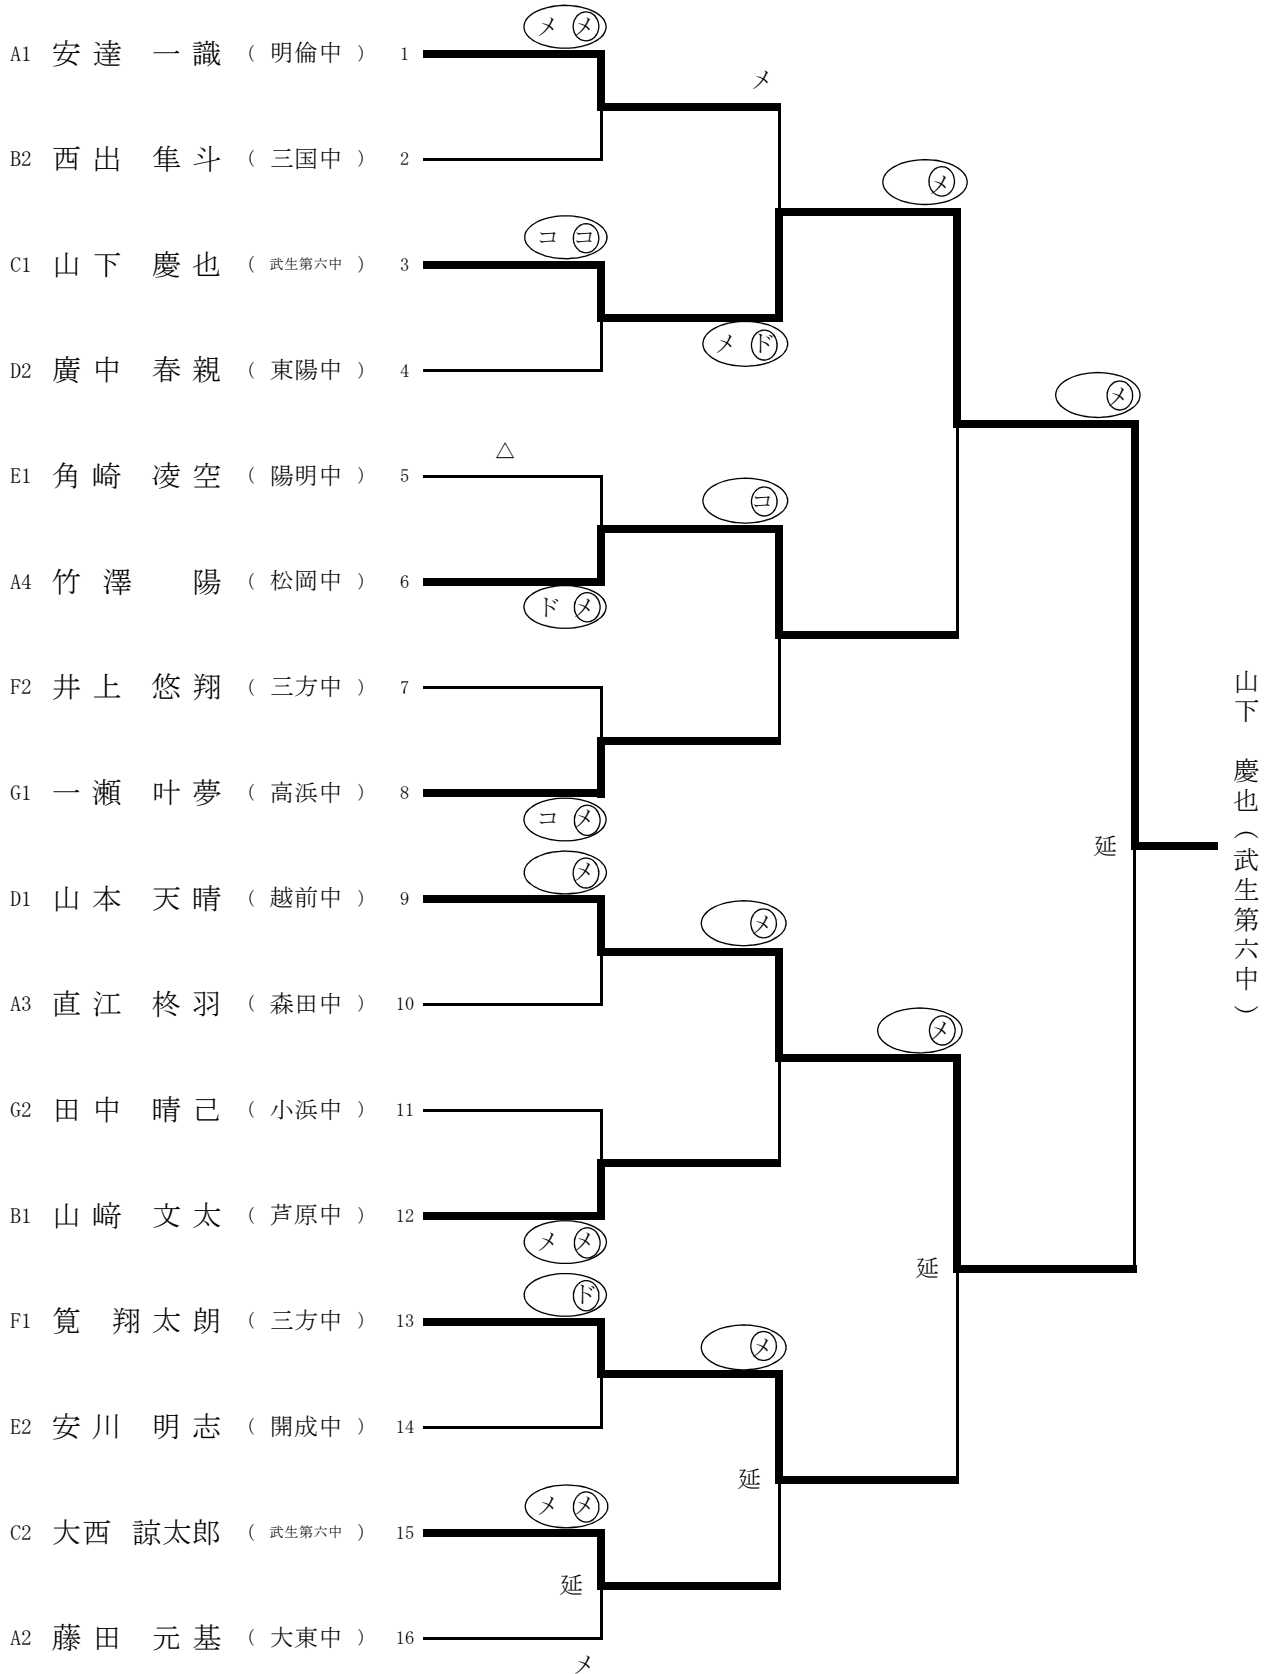 メ メ
A1 安達 一識 ( 明倫中 ) 1
メ
B2 西出 隼斗 ( 三国中 ) 2
メ
コ コ
C1 山下 慶也 ( 武生第六中 ) 3
メ ド
D2 廣中 春親 ( 東陽中 ) 4
メ
△
E1 角崎 凌空 ( 陽明中 ) 5
コ
A4 竹澤 陽 ( 松岡中 ) 6
ド メ
F2 井上 悠翔 ( 三方中 ) 7
G1 一瀬 叶夢 ( 高浜中 ) 8
コ メ
延
山下 慶也(武生第六中)
メ
D1 山本 天晴 ( 越前中 ) 9
メ
A3 直江 柊羽 ( 森田中 ) 10
メ
G2 田中 晴己 ( 小浜中 ) 11
B1 山﨑 文太 ( 芦原中 ) 12
メ メ
延
ド
F1 筧 翔太朗 ( 三方中 ) 13
メ
E2 安川 明志 ( 開成中 ) 14
延
メ メ
C2 大西 諒太郎 ( 武生第六中 ) 15
延
A2 藤田 元基 ( 大東中 ) 16
メ